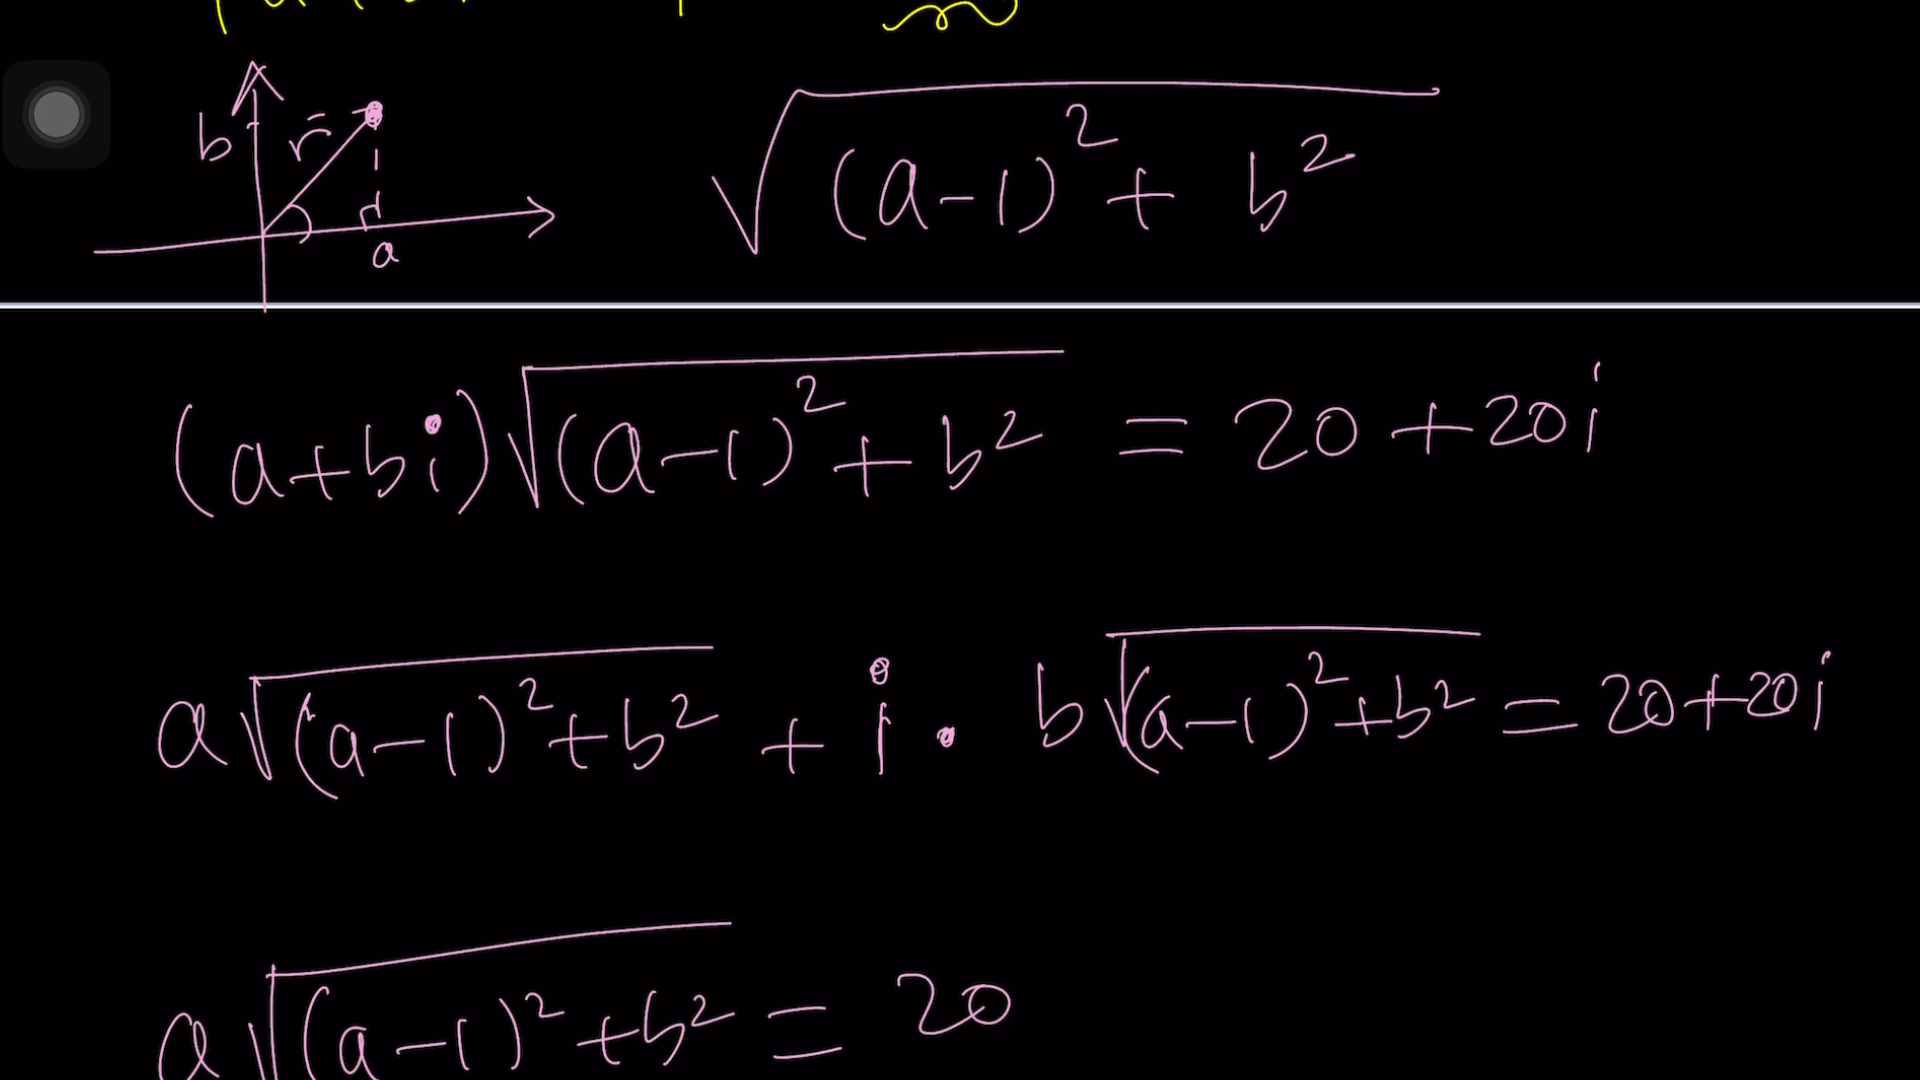 b r a
√((a-1)² + b²)
(a+bi)√((a-1)²+b²) = 20+20i
a√((a-1)²+b²) + i · b√((a-1)²+b²) = 20+20i
a√((a-1)²+b²) = 20